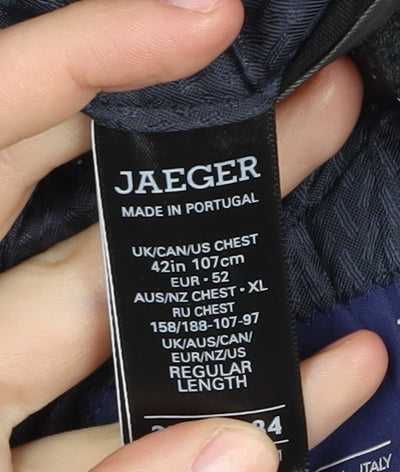 JAEGER
MADE IN PORTUGAL
UK/CAN/US CHEST
42in 107cm
EUR • 52
AUS/NZ CHEST • XL
RU CHEST
158/188-107-97
UK/AUS/CAN/
EUR/NZ/US
REGULAR
LENGTH
ITALY